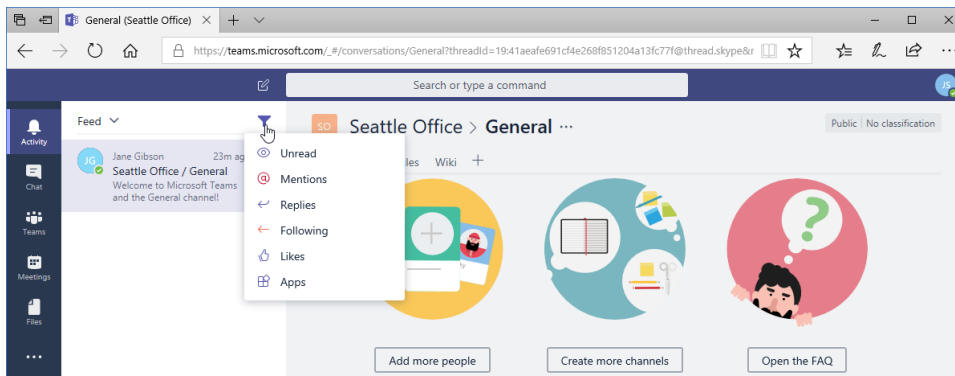 General (Seattle Office)
https://teams.microsoft.com/_#/conversations/General?threadId=19:41aeafe691cf4e268f851204a13fc77f@thread.skype&r
Search or type a command
JS
Activity
Chat
Teams
Meetings
Files
Feed
JG
Jane Gibson 23m ag
Seattle Office / General
Welcome to Microsoft Teams
and the General channel!
Unread
Mentions
Replies
Following
Likes
Apps
SO
Seattle Office > General ...
Public No classification
les Wiki
Add more people
Create more channels
Open the FAQ